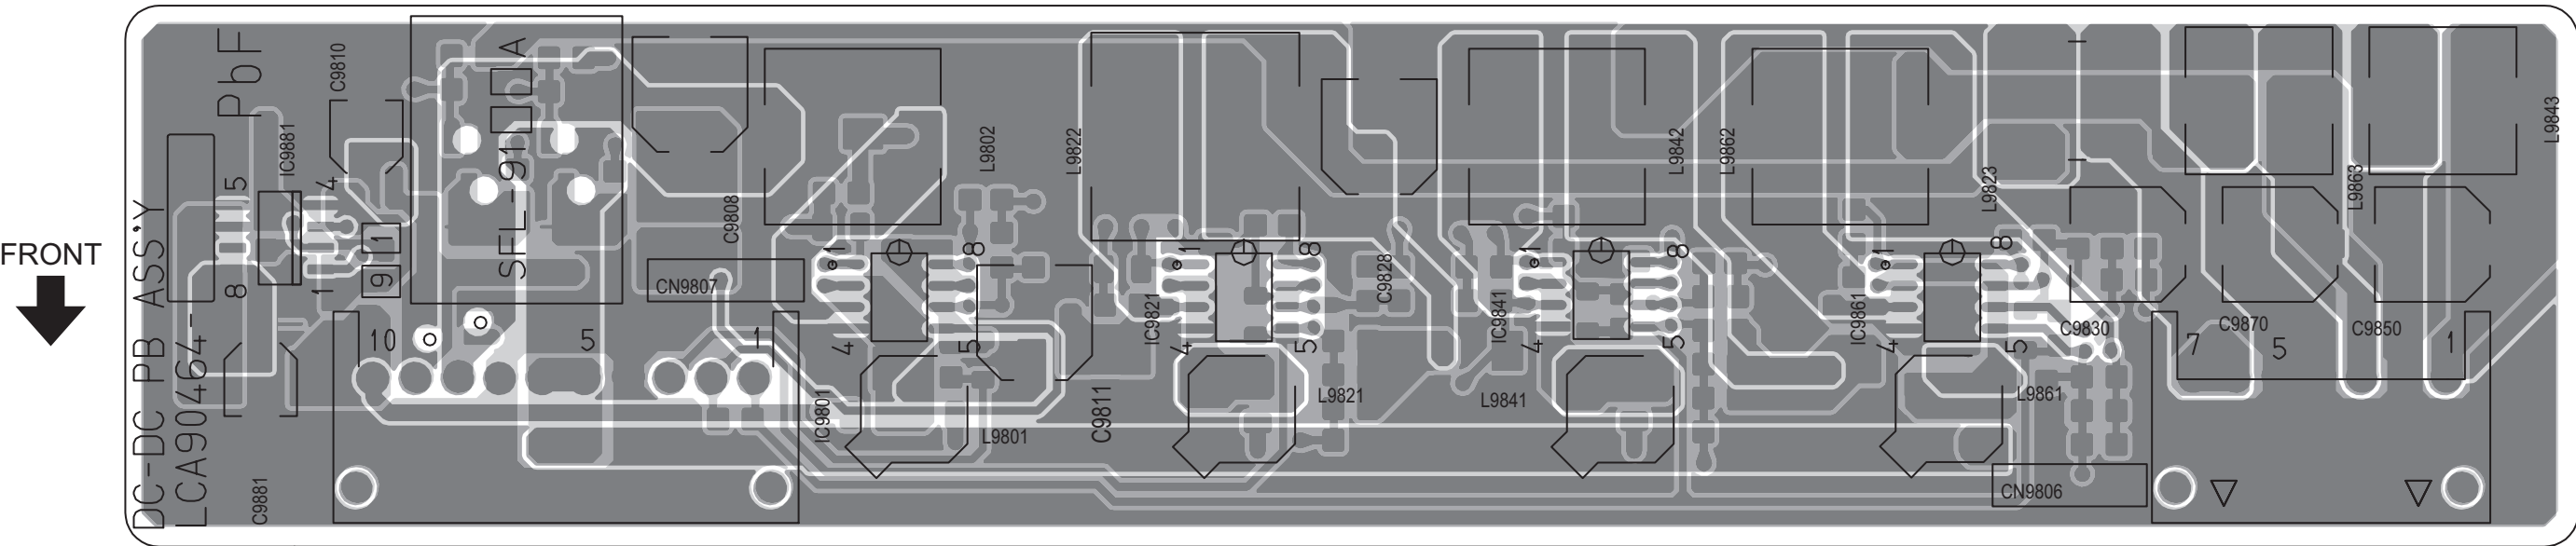 FRONT
DC-DC PB ASS'Y
LCA90464-
PbF
C9810
IC9881
5
4
8
1
1
9
C9881
SFL-91 A
10
5
1
C9808
CN9807
L9802
1
8
4
5
IC9801
L9801
C9811
L9822
1
8
IC9821
4
5
L9821
C9828
L9842
1
8
IC9841
4
5
L9841
L9862
1
8
IC9861
4
5
L9861
L9823
C9830
L9863
L9843
C9870
C9850
7
5
1
CN9806